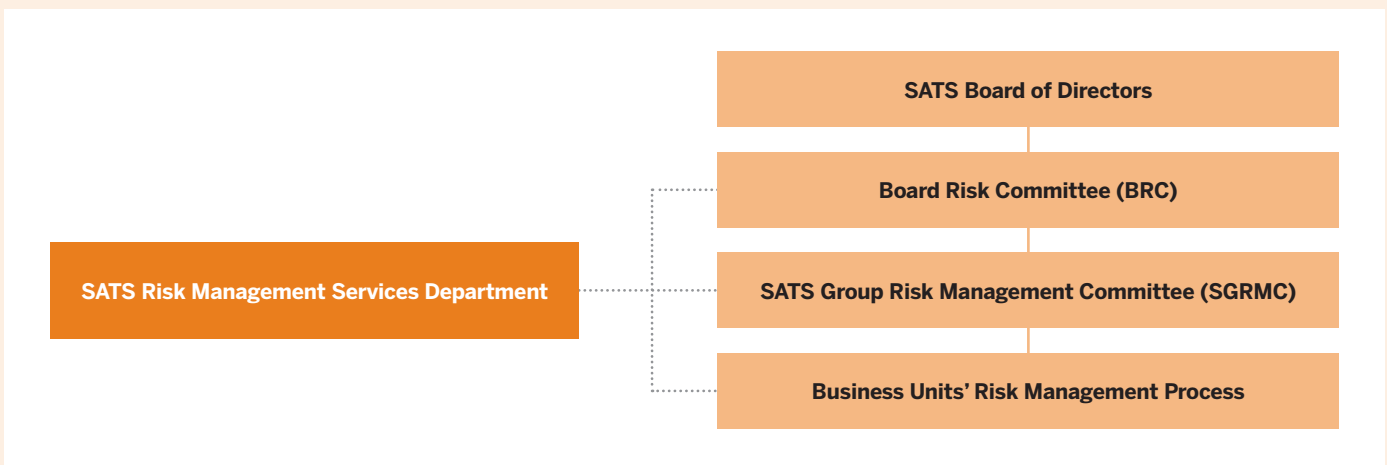 SATS Board of Directors
Board Risk Committee (BRC)
SATS Risk Management Services Department
SATS Group Risk Management Committee (SGRMC)
Business Units’ Risk Management Process